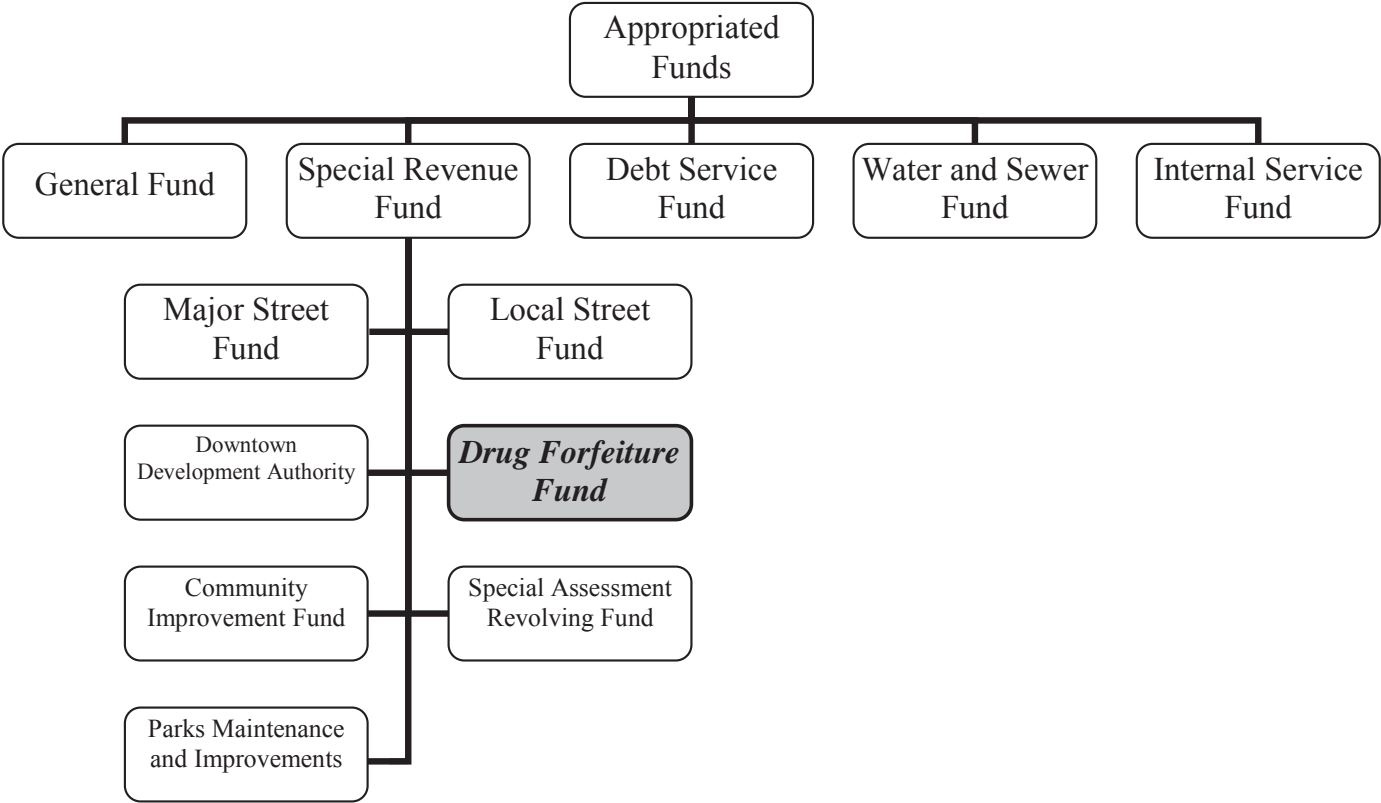 Appropriated
Funds
General Fund
Special Revenue
Fund
Debt Service
Fund
Water and Sewer
Fund
Internal Service
Fund
Major Street
Fund
Local Street
Fund
Downtown
Development Authority
Drug Forfeiture
Fund
Community
Improvement Fund
Special Assessment
Revolving Fund
Parks Maintenance
and Improvements